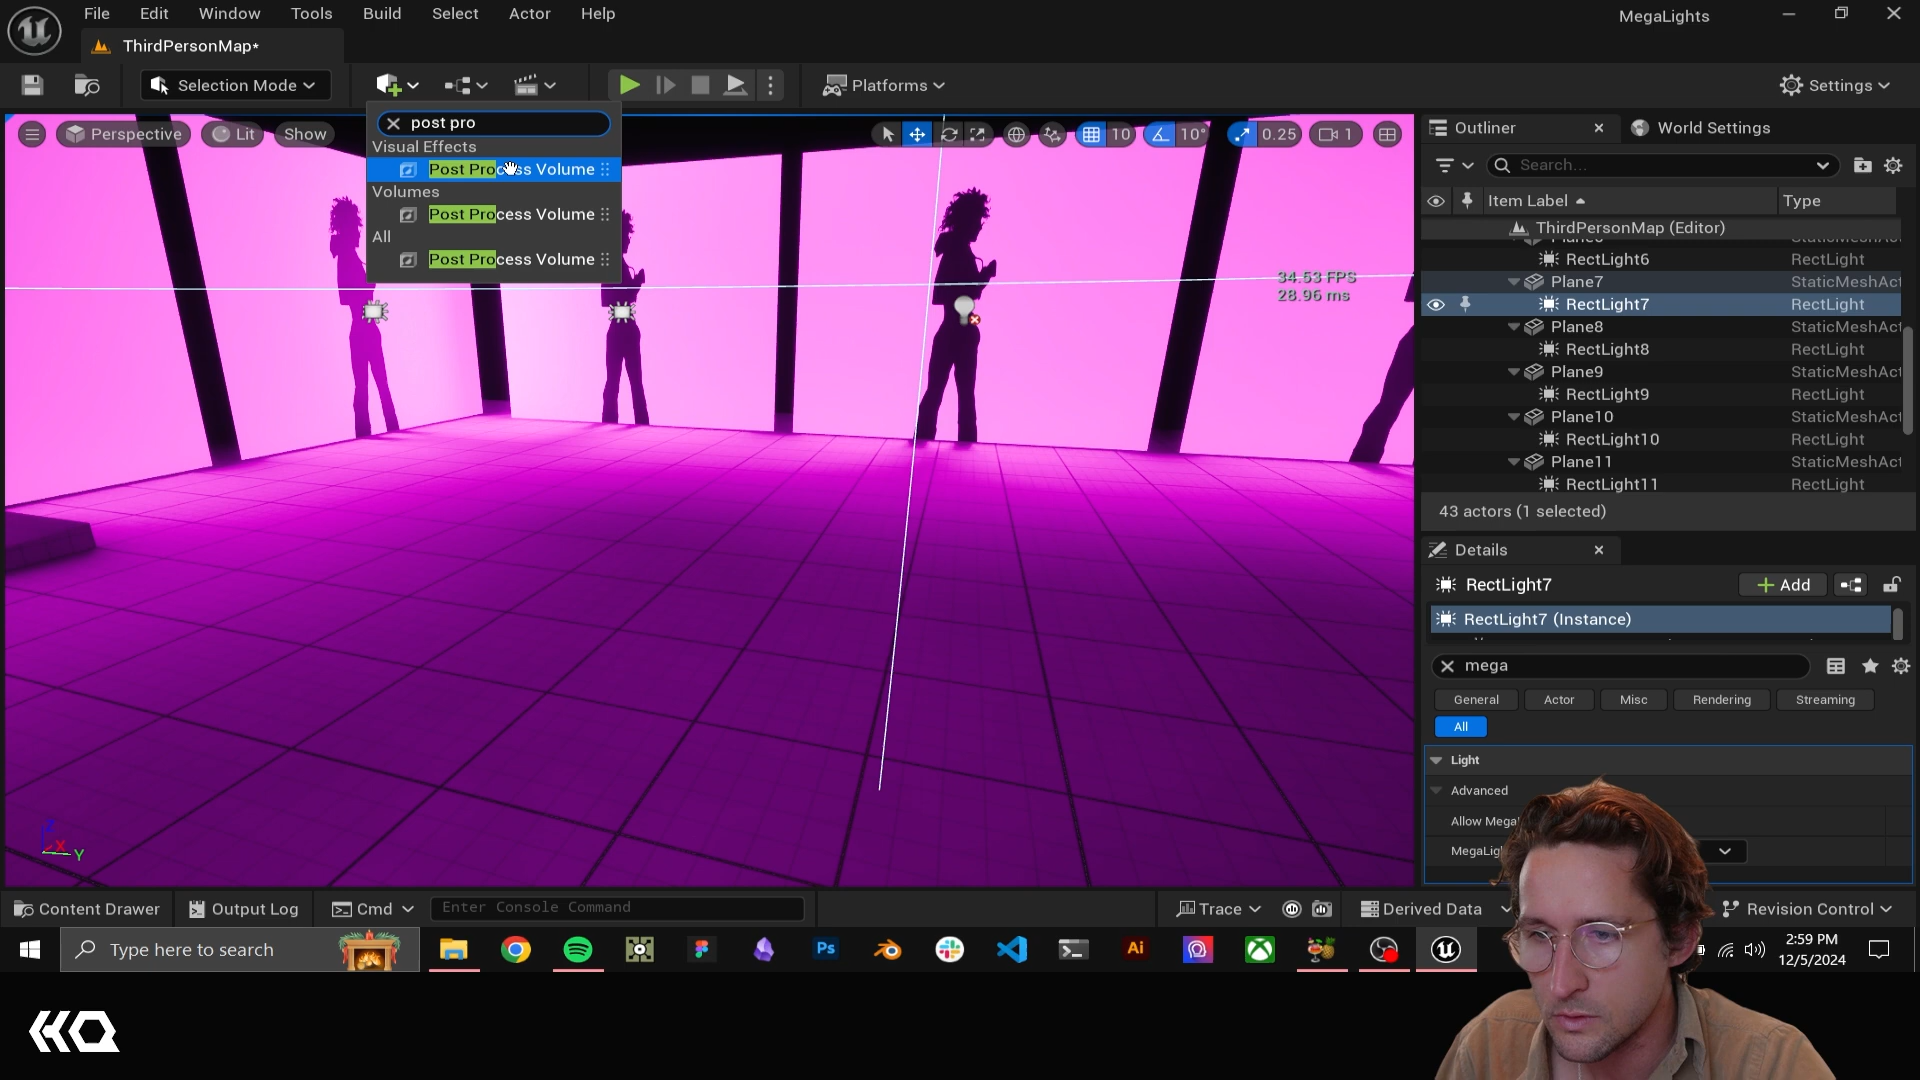 File Edit Window Tools Build Select Actor Help
MegaLights
ThirdPersonMap*
Selection Mode
Platforms
Settings
Perspective
Lit
Show
post pro
Visual Effects
Post Process Volume
Volumes
Post Process Volume
All
Post Process Volume
10
10°
0.25
1
34.53 FPS
28.96 ms
Outliner
World Settings
Search...
Item Label
Type
ThirdPersonMap (Editor)
RectLight6 RectLight
Plane7 StaticMeshAct
RectLight7 RectLight
Plane8 StaticMeshAct
RectLight8 RectLight
Plane9 StaticMeshAct
RectLight9 RectLight
Plane10 StaticMeshAct
RectLight10 RectLight
Plane11 StaticMeshAct
RectLight11 RectLight
43 actors (1 selected)
Details
RectLight7
Add
RectLight7 (Instance)
mega
General Actor Misc Rendering Streaming
All
Light
Advanced
Allow Mega
MegaLig
Content Drawer
Output Log
Cmd
Enter Console Command
Trace
Derived Data
Revision Control
Type here to search
Ps
Ai
2:59 PM
12/5/2024
HQ
X
Y
Z